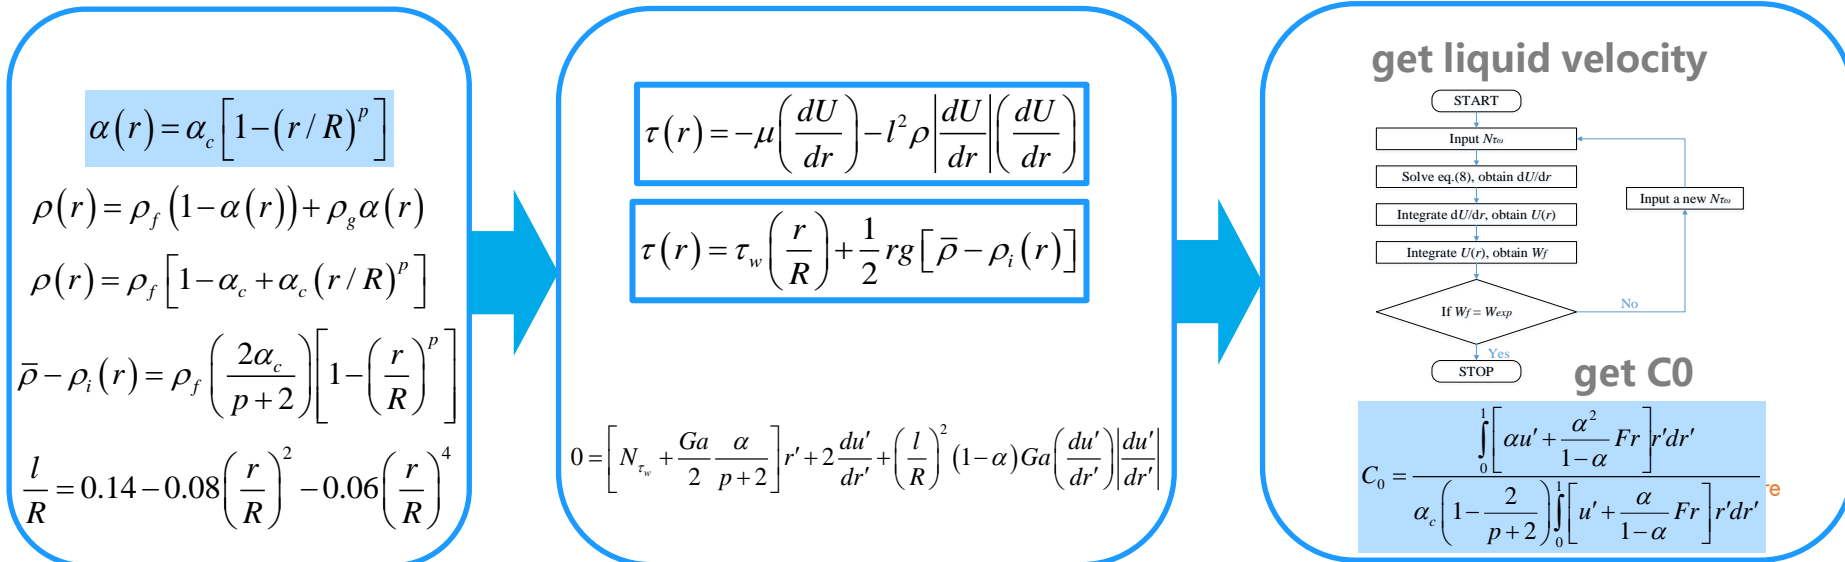 α(r) = α_c [1 − (r / R)^p]
ρ(r) = ρ_f (1 − α(r)) + ρ_g α(r)
ρ(r) = ρ_f [1 − α_c + α_c (r / R)^p]
ρ̄ − ρ_i(r) = ρ_f (2α_c / (p + 2)) [1 − (r/R)^p]
l/R = 0.14 − 0.08 (r/R)^2 − 0.06 (r/R)^4
τ(r) = −μ (dU/dr) − l^2 ρ |dU/dr| (dU/dr)
τ(r) = τ_w (r/R) + 1/2 rg [ρ̄ − ρ_i(r)]
0 = [N_τw + Ga/2 α/(p + 2)] r′ + 2 du′/dr′ + (l/R)^2 (1 − α) Ga (du′/dr′) |du′/dr′|
get liquid velocity
START
Input Nτω
Solve eq.(8), obtain dU/dr
Input a new Nτω
Integrate dU/dr, obtain U(r)
Integrate U(r), obtain Wf
No
If Wf = Wexp
Yes
STOP
get C0
C_0 = ∫_0^1 [αu′ + α^2/(1 − α) Fr] r′dr′ / (α_c (1 − 2/(p + 2)) ∫_0^1 [u′ + α/(1 − α) Fr] r′dr′)
re